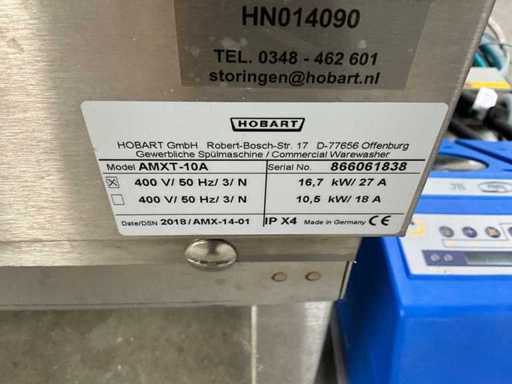 HN014090
TEL. 0348 - 462 601
storingen@hobart.nl
HOBART
HOBART GmbH Robert-Bosch-Str. 17 D-77656 Offenburg
Gewerbliche Spülmaschine / Commercial Warewasher
Model AMXT-10A Serial No. 866061838
400 V/ 50 Hz/ 3/ N 16,7 kW/ 27 A
400 V/ 50 Hz/ 3/ N 10,5 kW/ 18 A
Date/DSN 2018/AMX-14-01 IP X4 Made in Germany CE